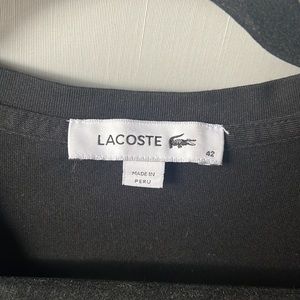 LACOSTE
42
MADE IN
PERU